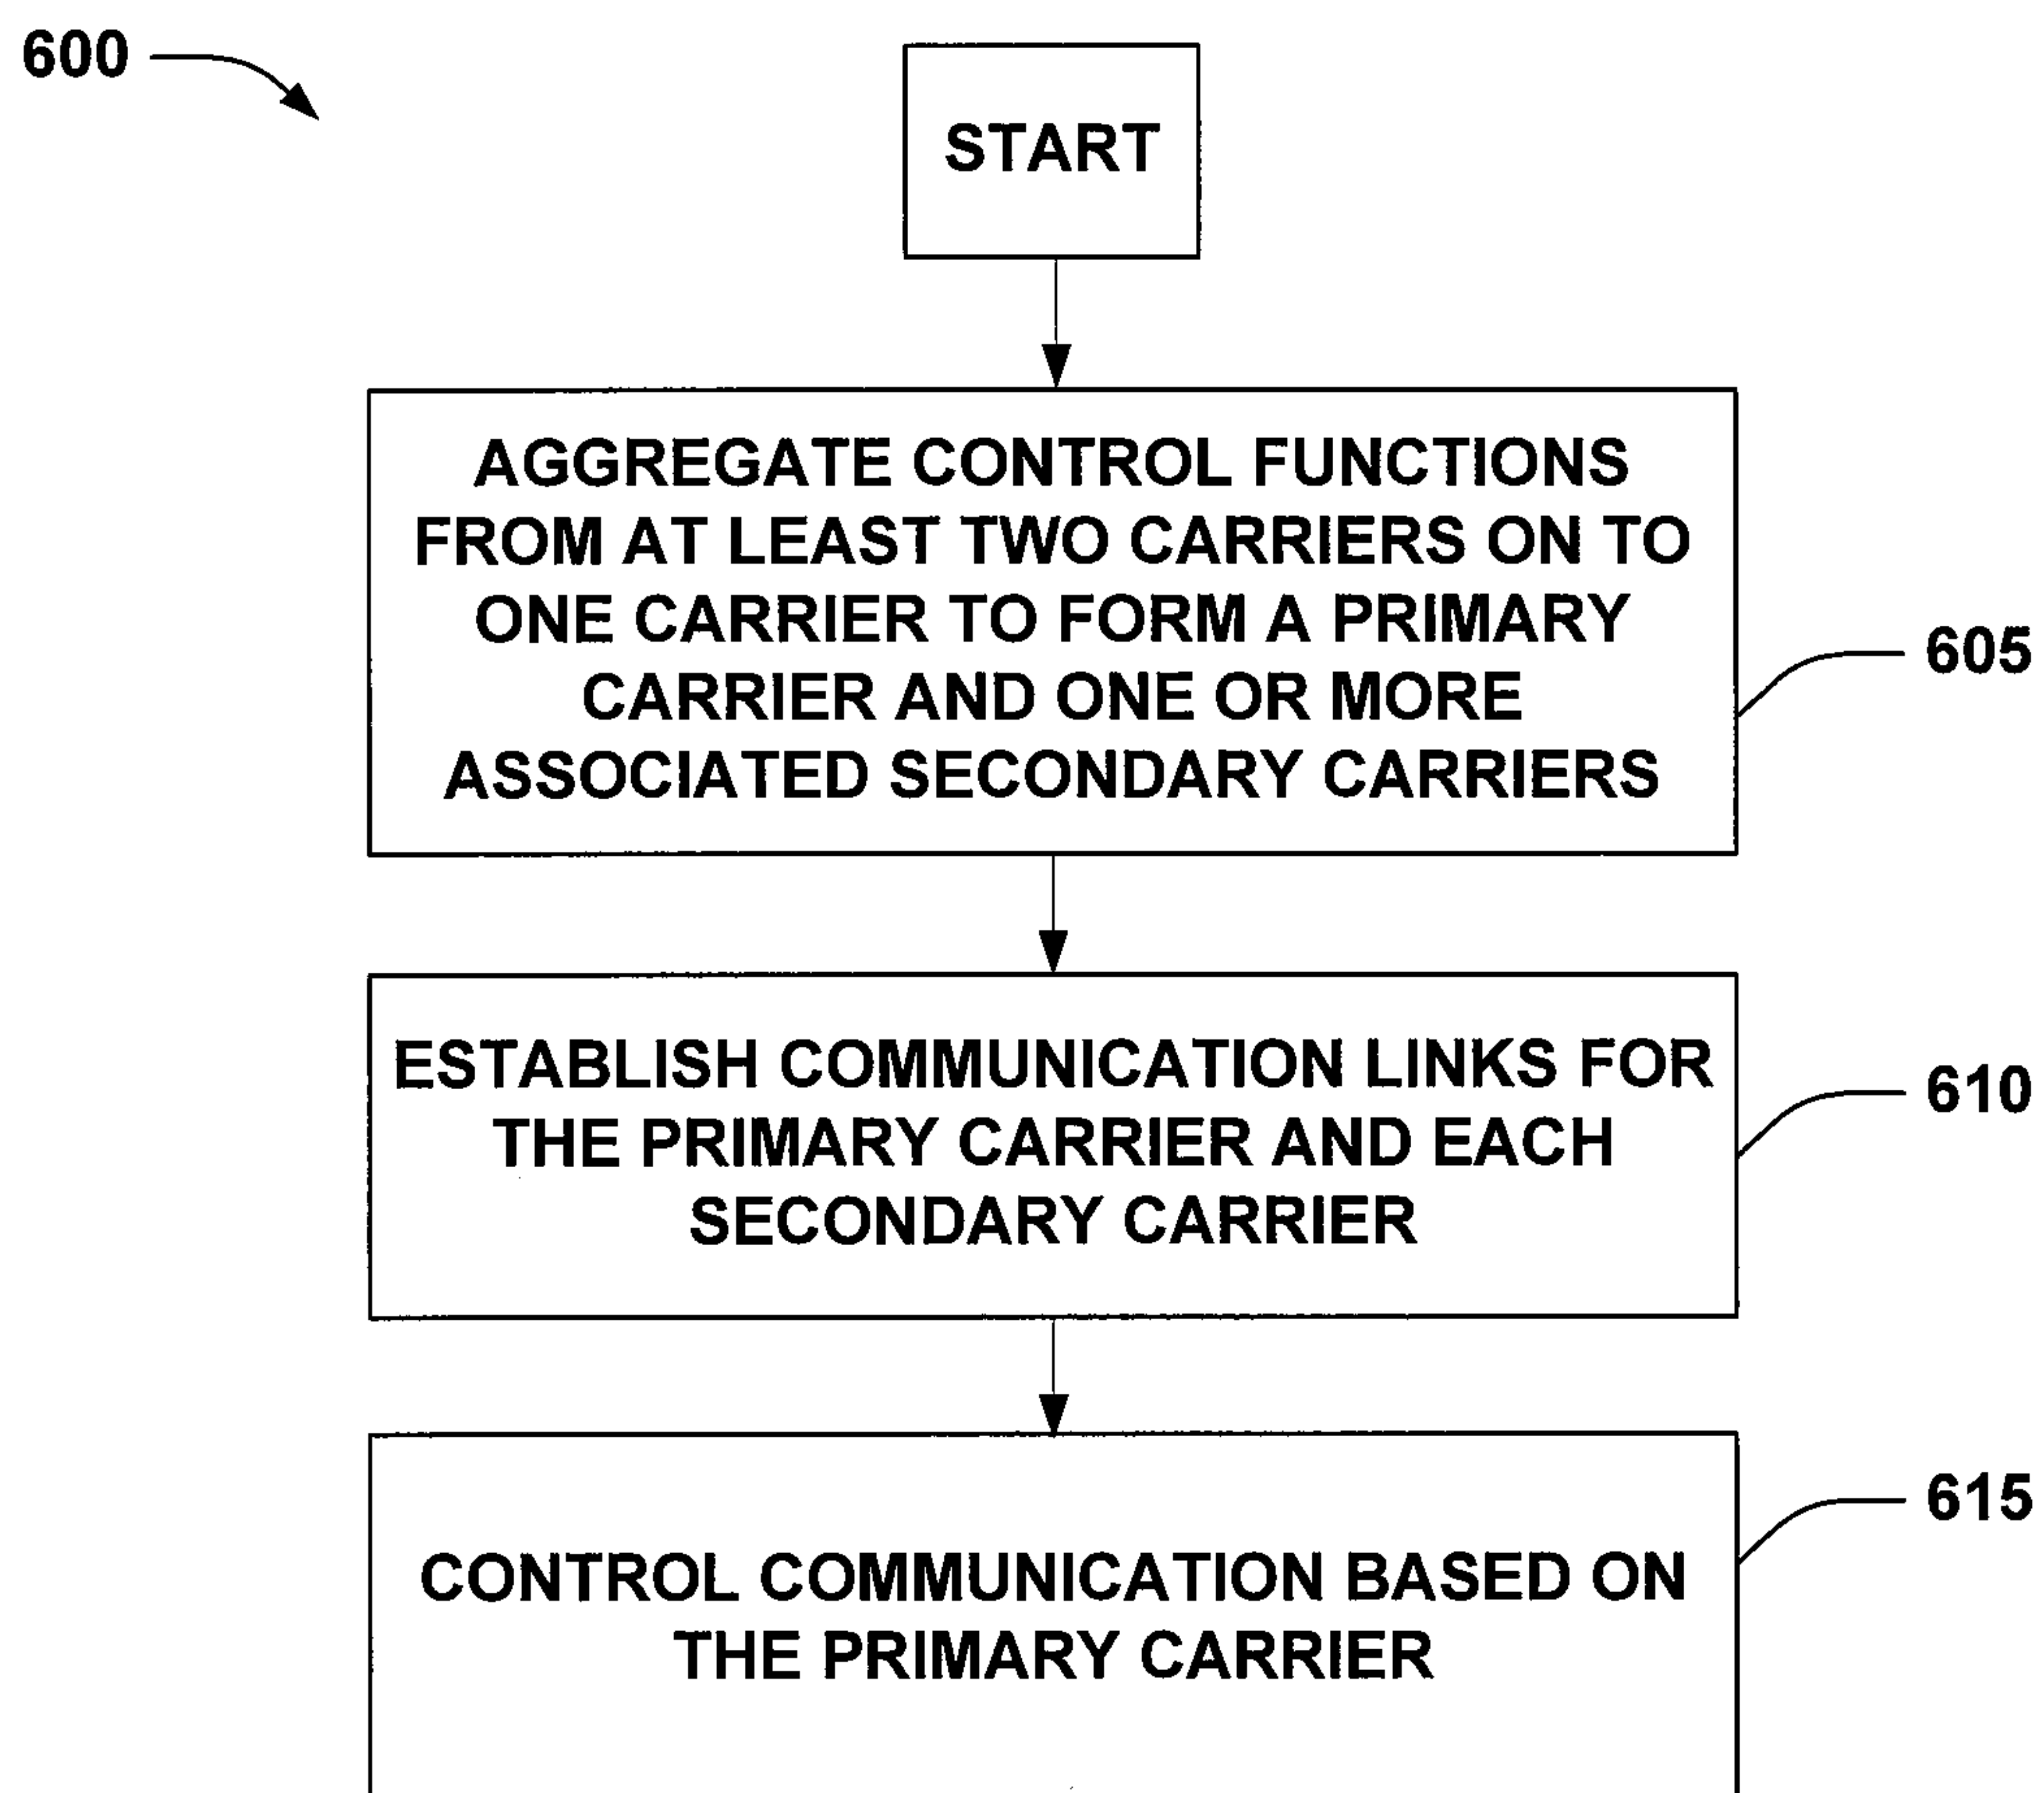 600
START
AGGREGATE CONTROL FUNCTIONS
FROM AT LEAST TWO CARRIERS ON TO
ONE CARRIER TO FORM A PRIMARY
CARRIER AND ONE OR MORE
ASSOCIATED SECONDARY CARRIERS
605
ESTABLISH COMMUNICATION LINKS FOR
THE PRIMARY CARRIER AND EACH
SECONDARY CARRIER
610
CONTROL COMMUNICATION BASED ON
THE PRIMARY CARRIER
615